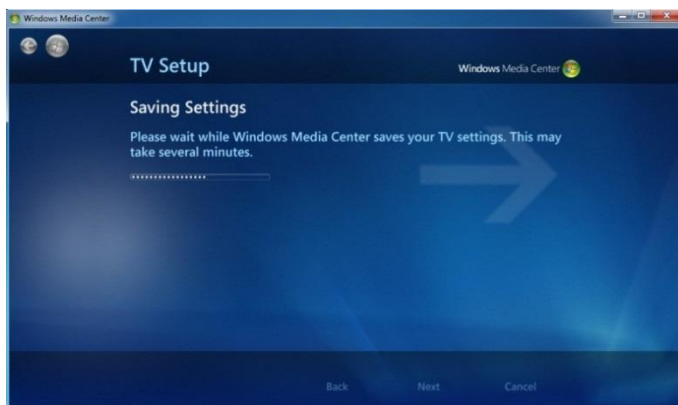 Windows Media Center
TV Setup
Windows Media Center
Saving Settings
Please wait while Windows Media Center saves your TV settings. This may
take several minutes.
Back Next Cancel